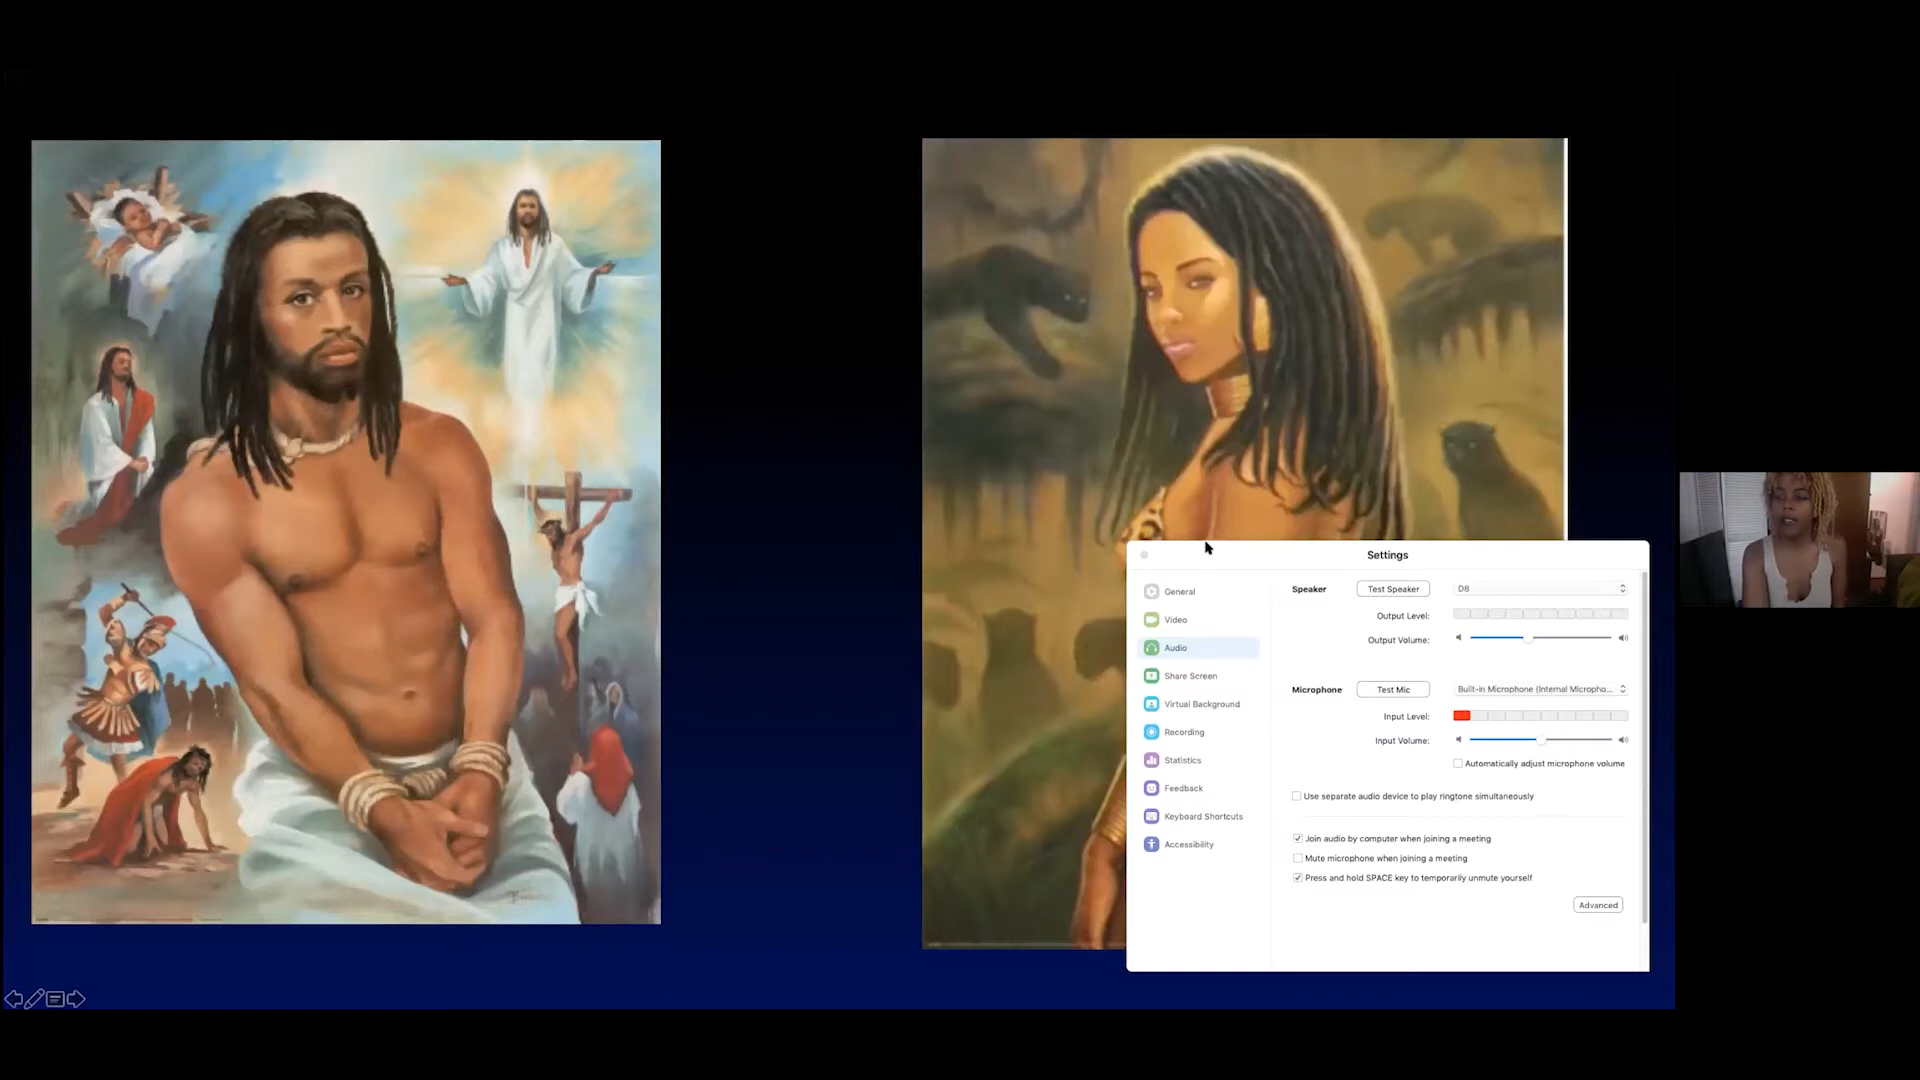 Settings
General
Video
Audio
Share Screen
Virtual Background
Recording
Statistics
Feedback
Keyboard Shortcuts
Accessibility
Speaker Test Speaker D8
Output Level:
Output Volume:
Microphone Test Mic Built-in Microphone (Internal Micropho...
Input Level:
Input Volume:
Automatically adjust microphone volume
Use separate audio device to play ringtone simultaneously
Join audio by computer when joining a meeting
Mute microphone when joining a meeting
Press and hold SPACE key to temporarily unmute yourself
Advanced